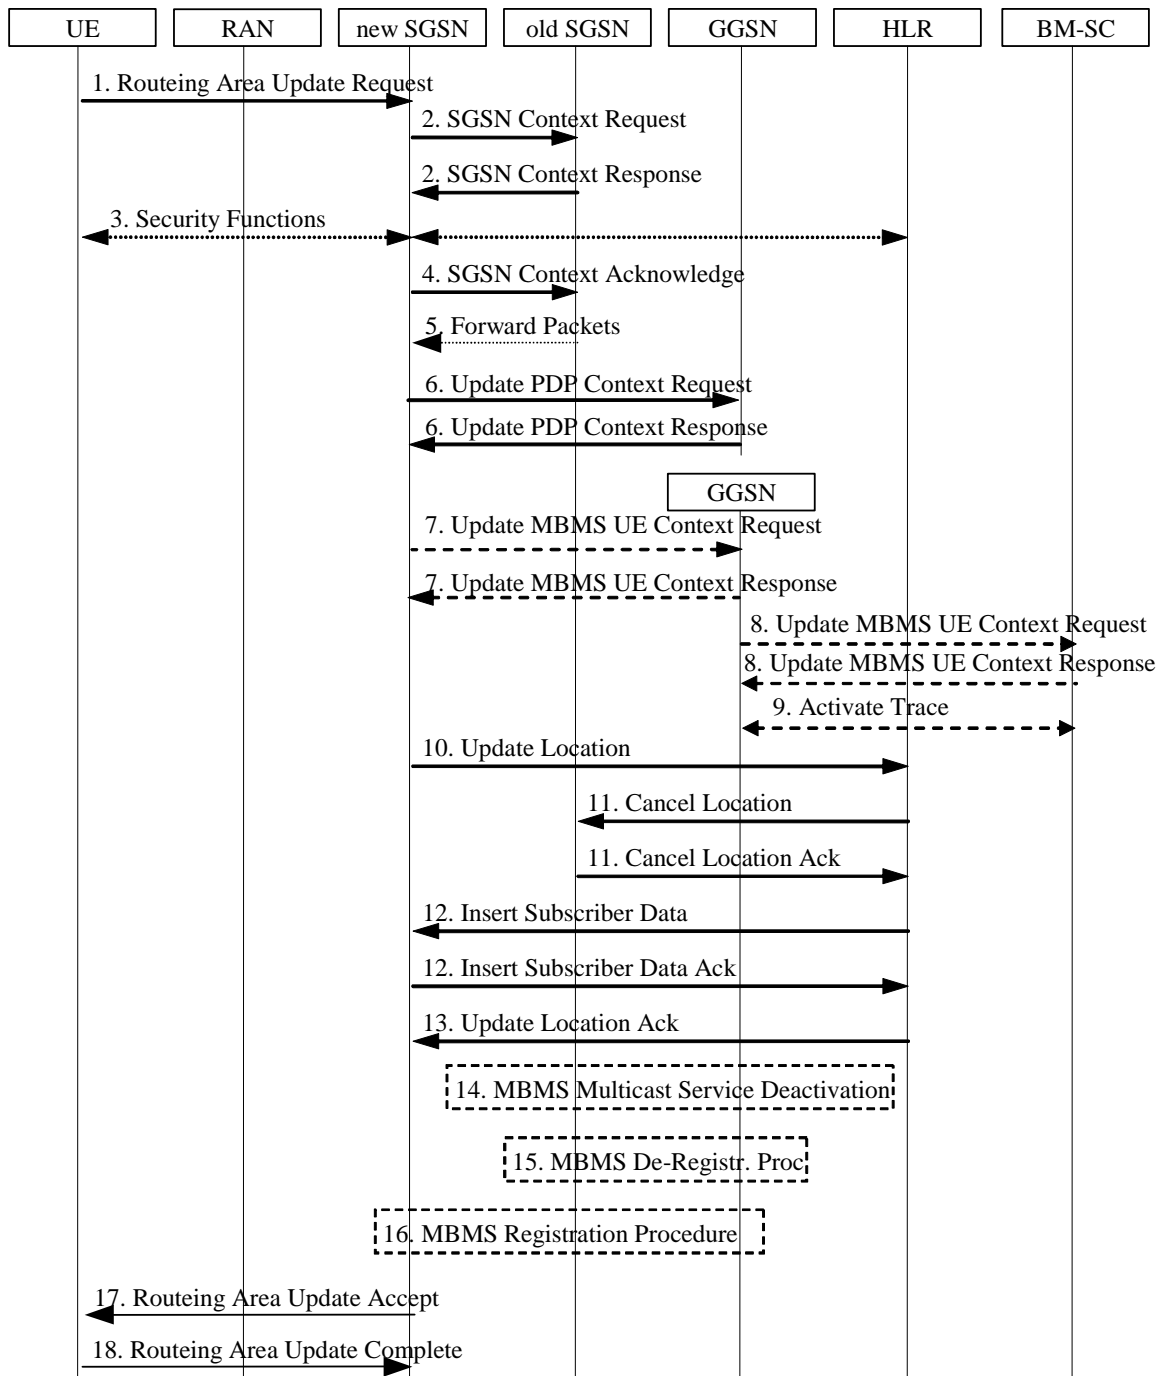 UE RAN new SGSN old SGSN GGSN HLR BM-SC
1. Routeing Area Update Request
2. SGSN Context Request
2. SGSN Context Response
3. Security Functions
4. SGSN Context Acknowledge
5. Forward Packets
6. Update PDP Context Request
6. Update PDP Context Response
GGSN
7. Update MBMS UE Context Request
7. Update MBMS UE Context Response
8. Update MBMS UE Context Request
8. Update MBMS UE Context Response
9. Activate Trace
10. Update Location
11. Cancel Location
11. Cancel Location Ack
12. Insert Subscriber Data
12. Insert Subscriber Data Ack
13. Update Location Ack
14. MBMS Multicast Service Deactivation
15. MBMS De-Registr. Proc
16. MBMS Registration Procedure
17. Routeing Area Update Accept
18. Routeing Area Update Complete